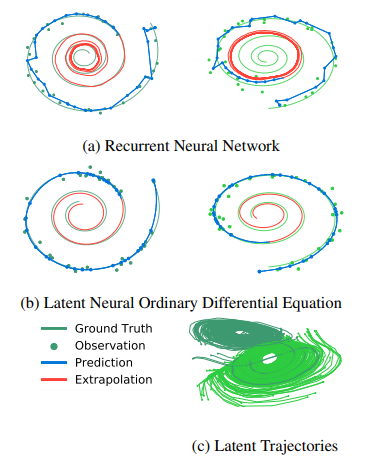 (a) Recurrent Neural Network
(b) Latent Neural Ordinary Differential Equation
Ground Truth
Observation
Prediction
Extrapolation
(c) Latent Trajectories